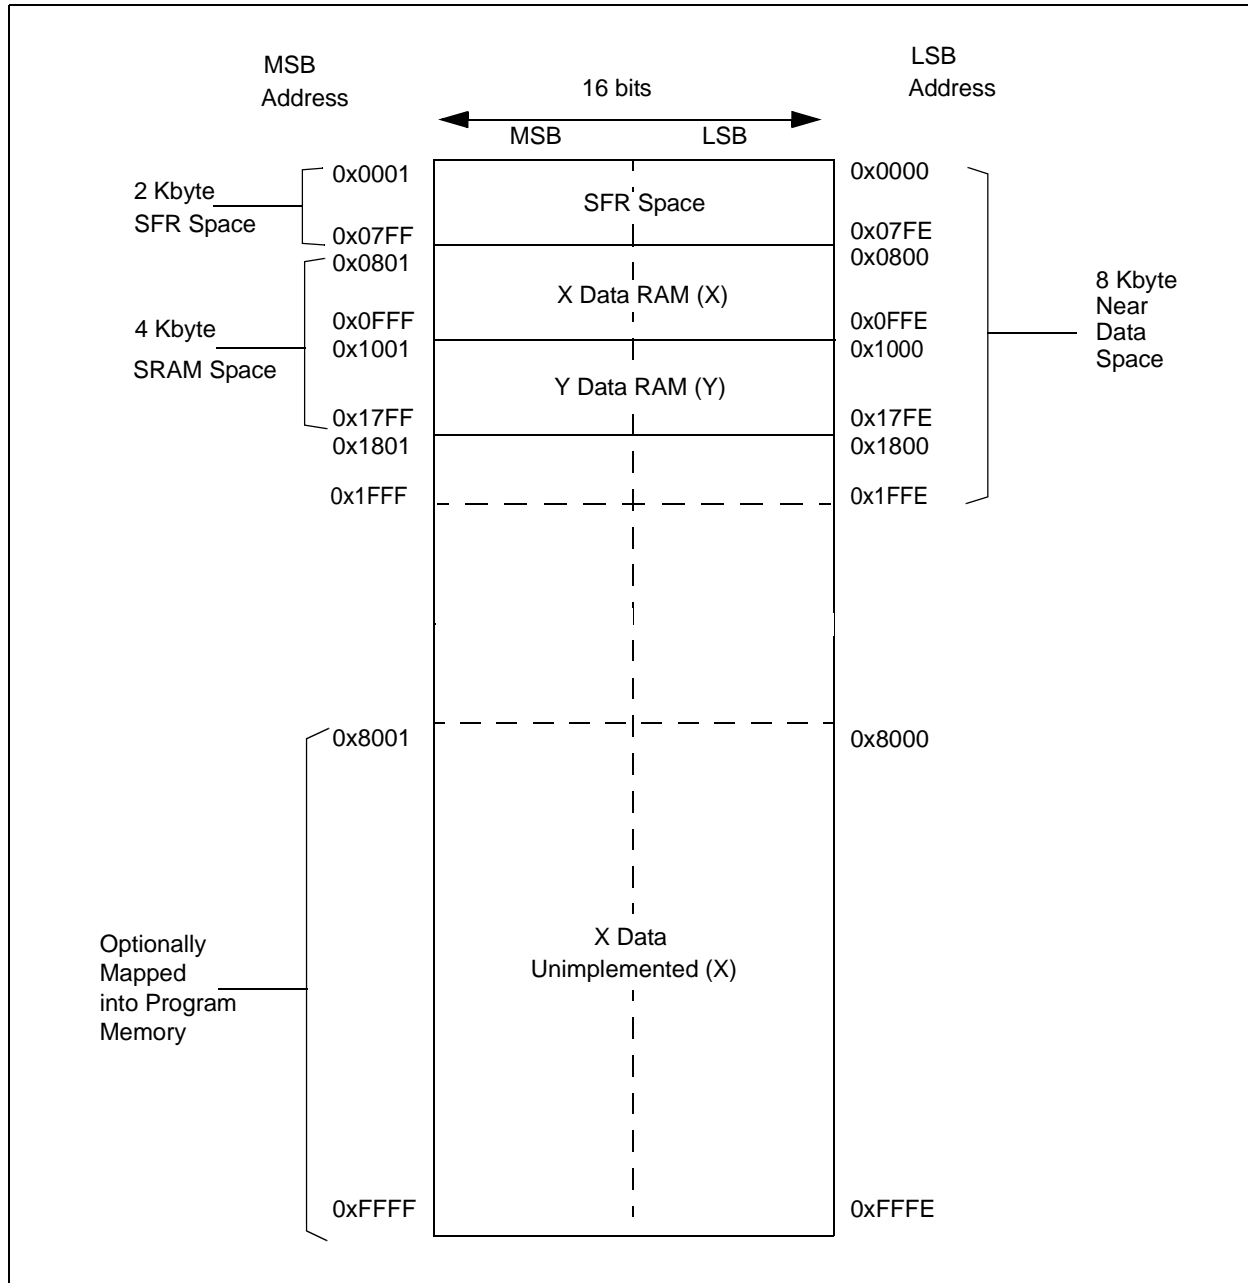 MSB
Address
16 bits
LSB
Address
MSB
LSB
2 Kbyte
SFR Space
0x0001
SFR Space
0x0000
0x07FF
0x07FE
0x0801
0x0800
4 Kbyte
SRAM Space
X Data RAM (X)
8 Kbyte
Near
Data
Space
0x0FFF
0x0FFE
0x1001
0x1000
Y Data RAM (Y)
0x17FF
0x17FE
0x1801
0x1800
0x1FFF
0x1FFE
0x8001
0x8000
Optionally
Mapped
into Program
Memory
X Data
Unimplemented (X)
0xFFFF
0xFFFE